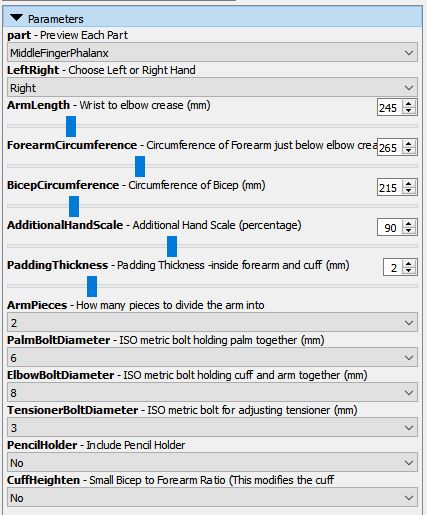 Parameters
part - Preview Each Part
MiddleFingerPhalanx
LeftRight - Choose Left or Right Hand
Right
ArmLength - Wrist to elbow crease (mm)
245
ForearmCircumference - Circumference of Forearm just below elbow crea
265
BicepCircumference - Circumference of Bicep (mm)
215
AdditionalHandScale - Additional Hand Scale (percentage)
90
PaddingThickness - Padding Thickness -inside forearm and cuff (mm)
2
ArmPieces - How many pieces to divide the arm into
2
PalmBoltDiameter - ISO metric bolt holding palm together (mm)
6
ElbowBoltDiameter - ISO metric bolt holding cuff and arm together (mm)
8
TensionerBoltDiameter - ISO metric bolt for adjusting tensioner (mm)
3
PencilHolder - Include Pencil Holder
No
CuffHeighten - Small Bicep to Forearm Ratio (This modifies the cuff
No